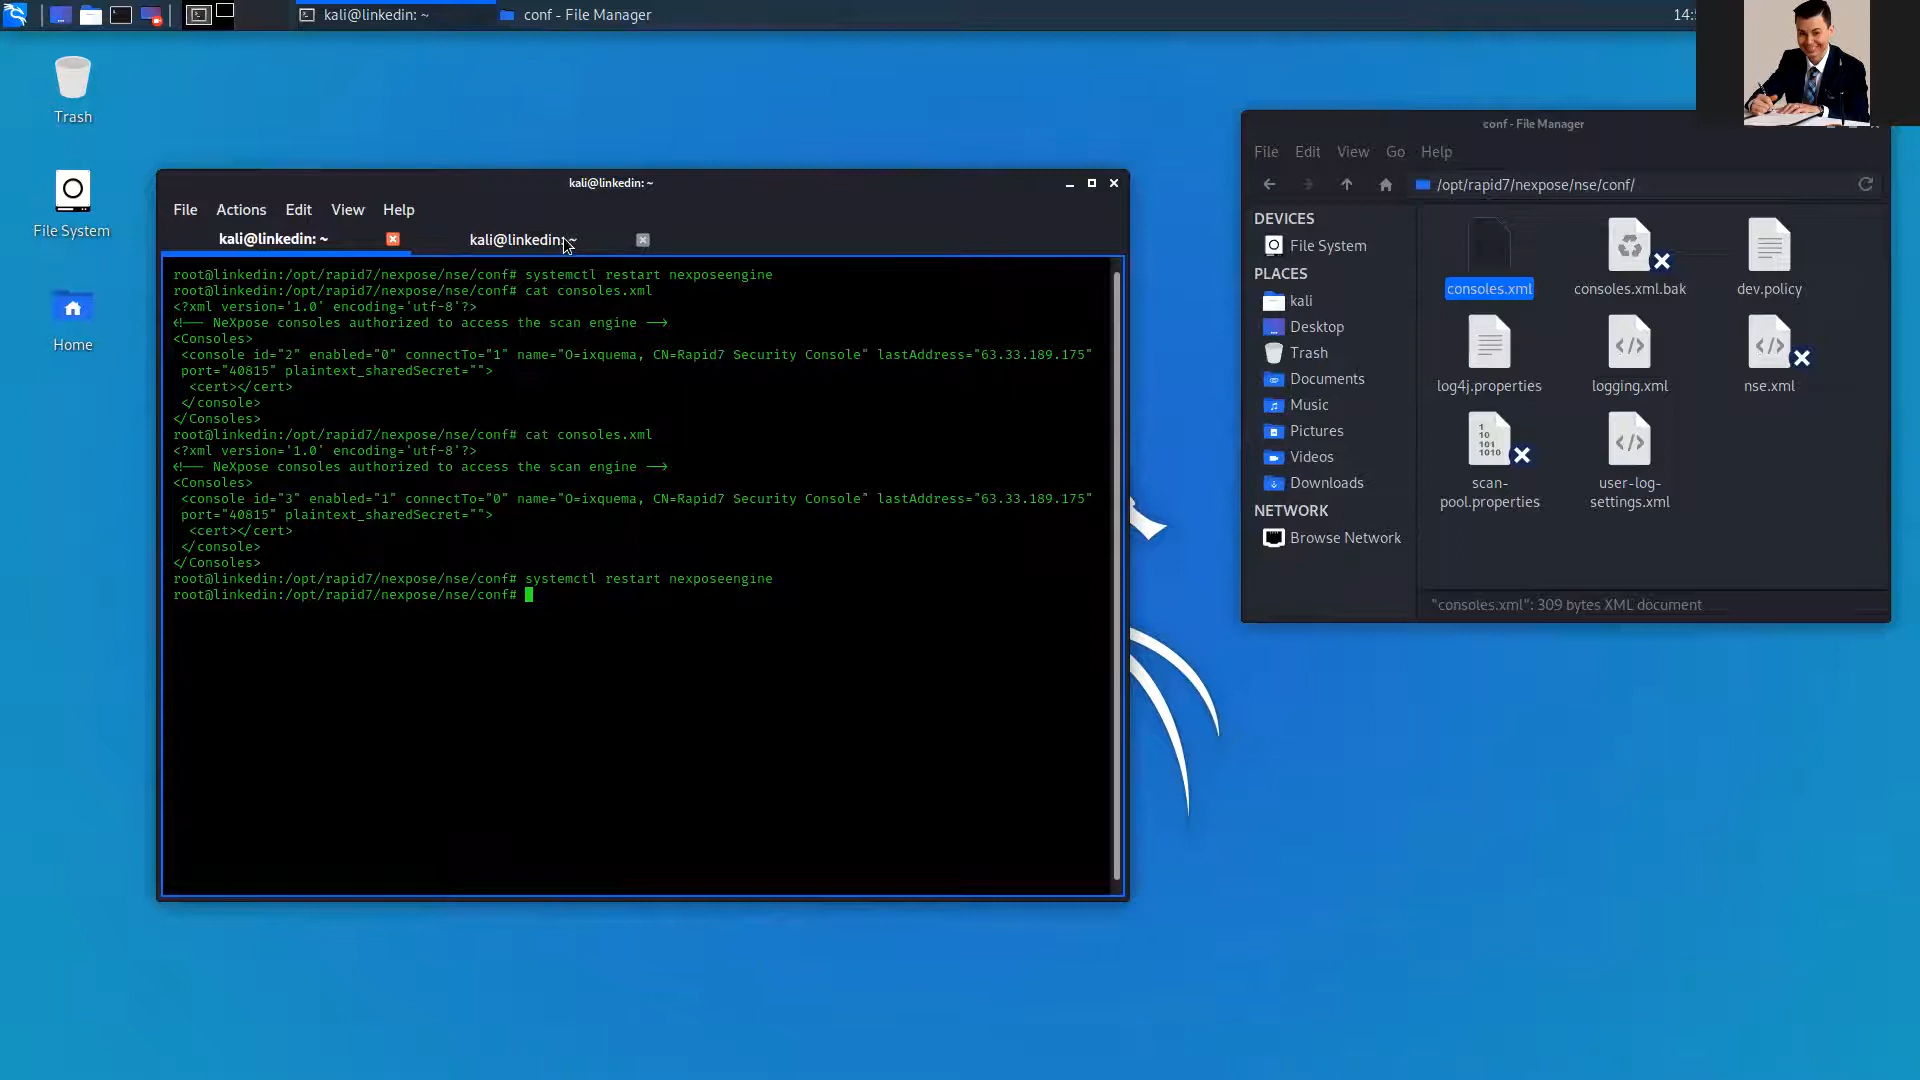 kali@linkedin: ~
conf - File Manager
14:5
Trash
File System
Home
kali@linkedin: ~
File Actions Edit View Help
kali@linkedin: ~
kali@linkedin: ~
root@linkedin:/opt/rapid7/nexpose/nse/conf# systemctl restart nexposeengine
root@linkedin:/opt/rapid7/nexpose/nse/conf# cat consoles.xml
<?xml version='1.0' encoding='utf-8'?>
<!-- NeXpose consoles authorized to access the scan engine -->
<Consoles>
<console id="2" enabled="0" connectTo="1" name="O=ixquema, CN=Rapid7 Security Console" lastAddress="63.33.189.175"
port="40815" plaintext_sharedSecret="">
<cert></cert>
</console>
</Consoles>
root@linkedin:/opt/rapid7/nexpose/nse/conf# cat consoles.xml
<?xml version='1.0' encoding='utf-8'?>
<!-- NeXpose consoles authorized to access the scan engine -->
<Consoles>
<console id="3" enabled="1" connectTo="0" name="O=ixquema, CN=Rapid7 Security Console" lastAddress="63.33.189.175"
port="40815" plaintext_sharedSecret="">
<cert></cert>
</console>
</Consoles>
root@linkedin:/opt/rapid7/nexpose/nse/conf# systemctl restart nexposeengine
root@linkedin:/opt/rapid7/nexpose/nse/conf#
conf - File Manager
File Edit View Go Help
/opt/rapid7/nexpose/nse/conf/
DEVICES
File System
PLACES
kali
Desktop
Trash
Documents
Music
Pictures
Videos
Downloads
NETWORK
Browse Network
consoles.xml
consoles.xml.bak
dev.policy
log4j.properties
logging.xml
nse.xml
1
10
101
1010
scan-
pool.properties
user-log-
settings.xml
"consoles.xml": 309 bytes XML document